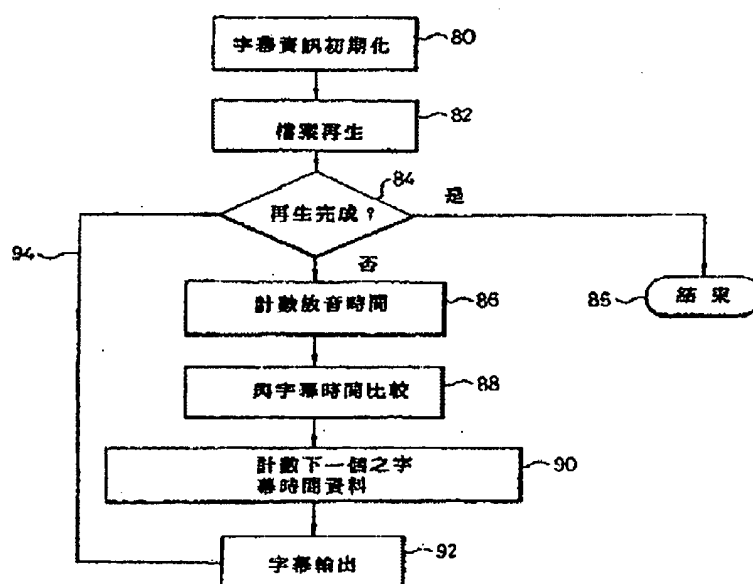 字幕資訊初期化
80
檔案再生
82
再生完成？
84
是
94
否
計數放音時間
86
結束
85
與字幕時間比較
88
計數下一個之字
幕時間資料
90
字幕輸出
92